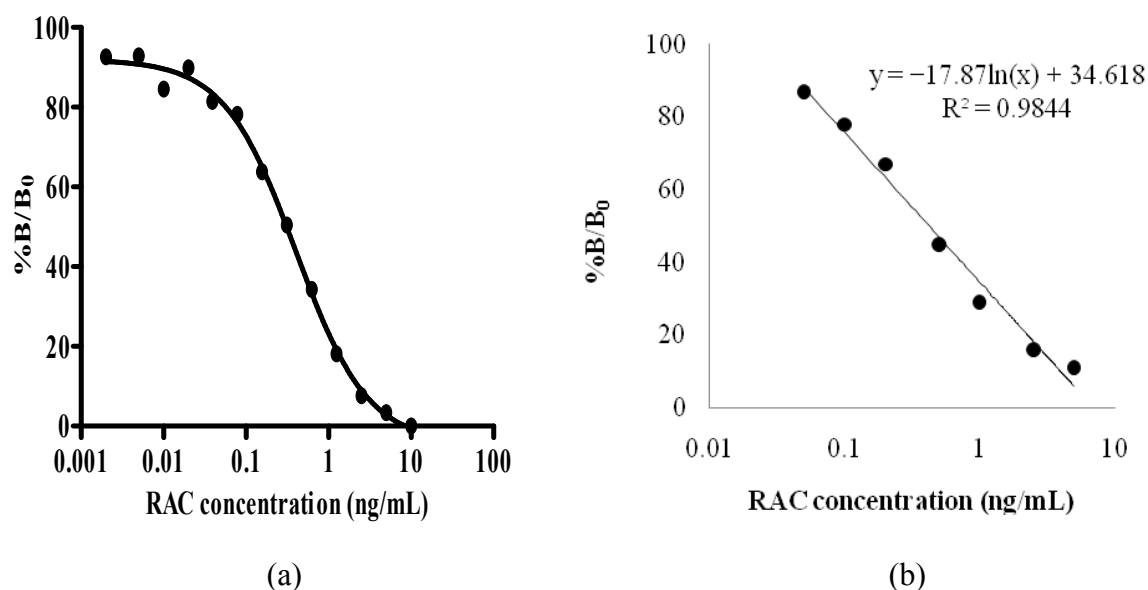 100
80
60
40
20
0
%B/B₀
0.001 0.01 0.1 1 10 100
RAC concentration (ng/mL)
(a)
100
80
60
40
20
0
%B/B₀
y = −17.87ln(x) + 34.618
R² = 0.9844
0.01 0.1 1 10
RAC concentration (ng/mL)
(b)